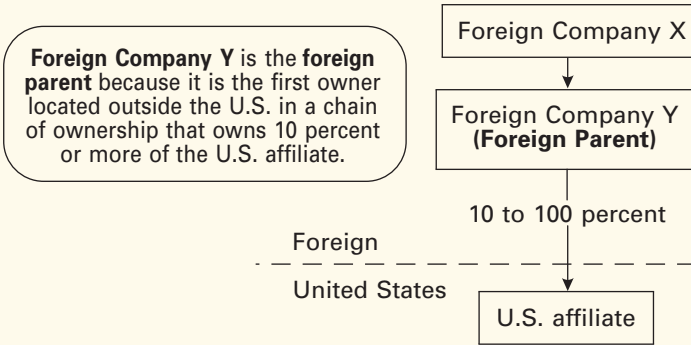 Foreign Company X
Foreign Company Y is the foreign
parent because it is the first owner
located outside the U.S. in a chain
of ownership that owns 10 percent
or more of the U.S. affiliate.
Foreign Company Y
(Foreign Parent)
10 to 100 percent
Foreign
United States
U.S. affiliate